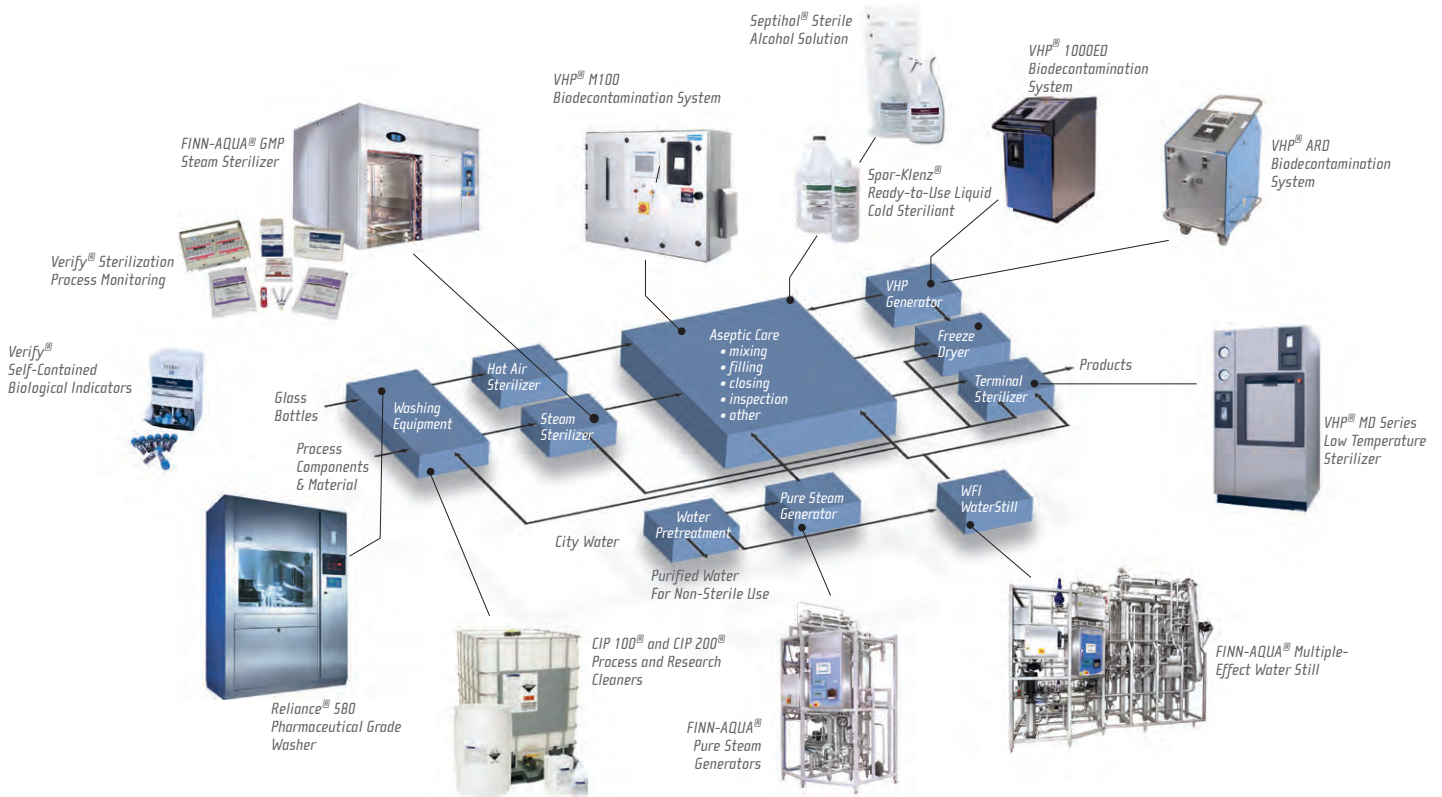 Septihol® Sterile
Alcohol Solution
VHP® 1000ED
Biodecontamination
System
VHP® M100
Biodecontamination System
FINN-AQUA® GMP
Steam Sterilizer
VHP® ARD
Biodecontamination
System
Spor-Klenz®
Ready-to-Use Liquid
Cold Steriliant
Verify® Sterilization
Process Monitoring
VHP
Generator
Verify®
Self-Contained
Biological Indicators
Aseptic Care
• mixing
• filling
• closing
• inspection
• other
Freeze
Dryer
Hot Air
Sterilizer
Products
Terminal
Sterilizer
Glass
Bottles
Washing
Equipment
Steam
Sterilizer
VHP® MD Series
Low Temperature
Sterilizer
Process
Components
& Material
Pure Steam
Generator
WFI
WaterStill
Water
Pretreatment
City Water
Purified Water
For Non-Sterile Use
CIP 100® and CIP 200®
Process and Research
Cleaners
FINN-AQUA® Multiple-
Effect Water Still
Reliance® 580
Pharmaceutical Grade
Washer
FINN-AQUA®
Pure Steam
Generators